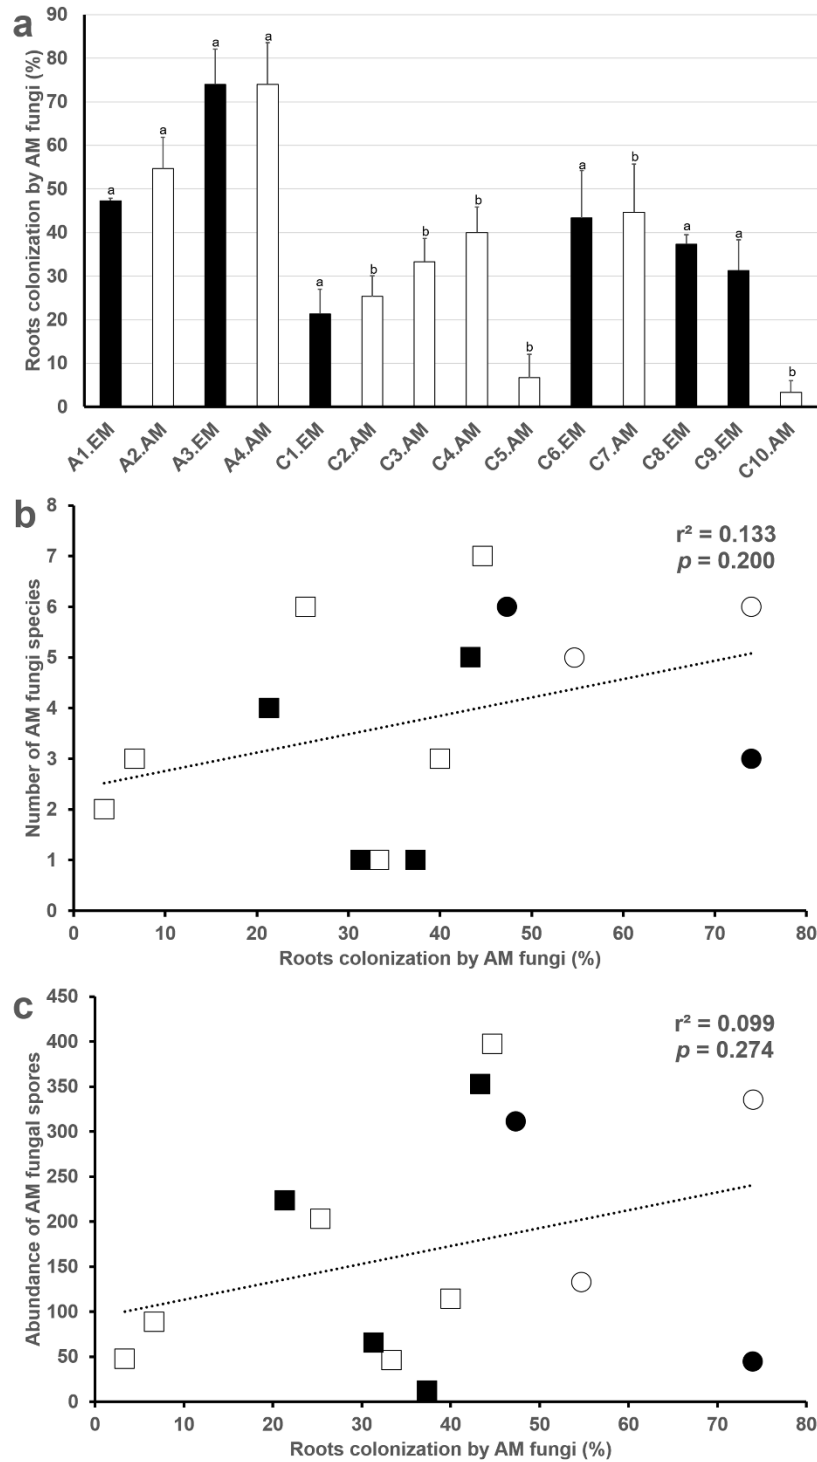 a
Roots colonization by AM fungi (%)
90
80
70
60
50
40
30
20
10
0
a
a
a
a
a
b
b
b
b
a
b
a
a
b
A1.EM
A2.AM
A3.EM
A4.AM
C1.EM
C2.AM
C3.AM
C4.AM
C5.AM
C6.EM
C7.AM
C8.EM
C9.EM
C10.AM
b
r² = 0.133
p = 0.200
Number of AM fungi species
8
7
6
5
4
3
2
1
0
0 10 20 30 40 50 60 70 80
Roots colonization by AM fungi (%)
c
r² = 0.099
p = 0.274
Abundance of AM fungal spores
450
400
350
300
250
200
150
100
50
0
0 10 20 30 40 50 60 70 80
Roots colonization by AM fungi (%)